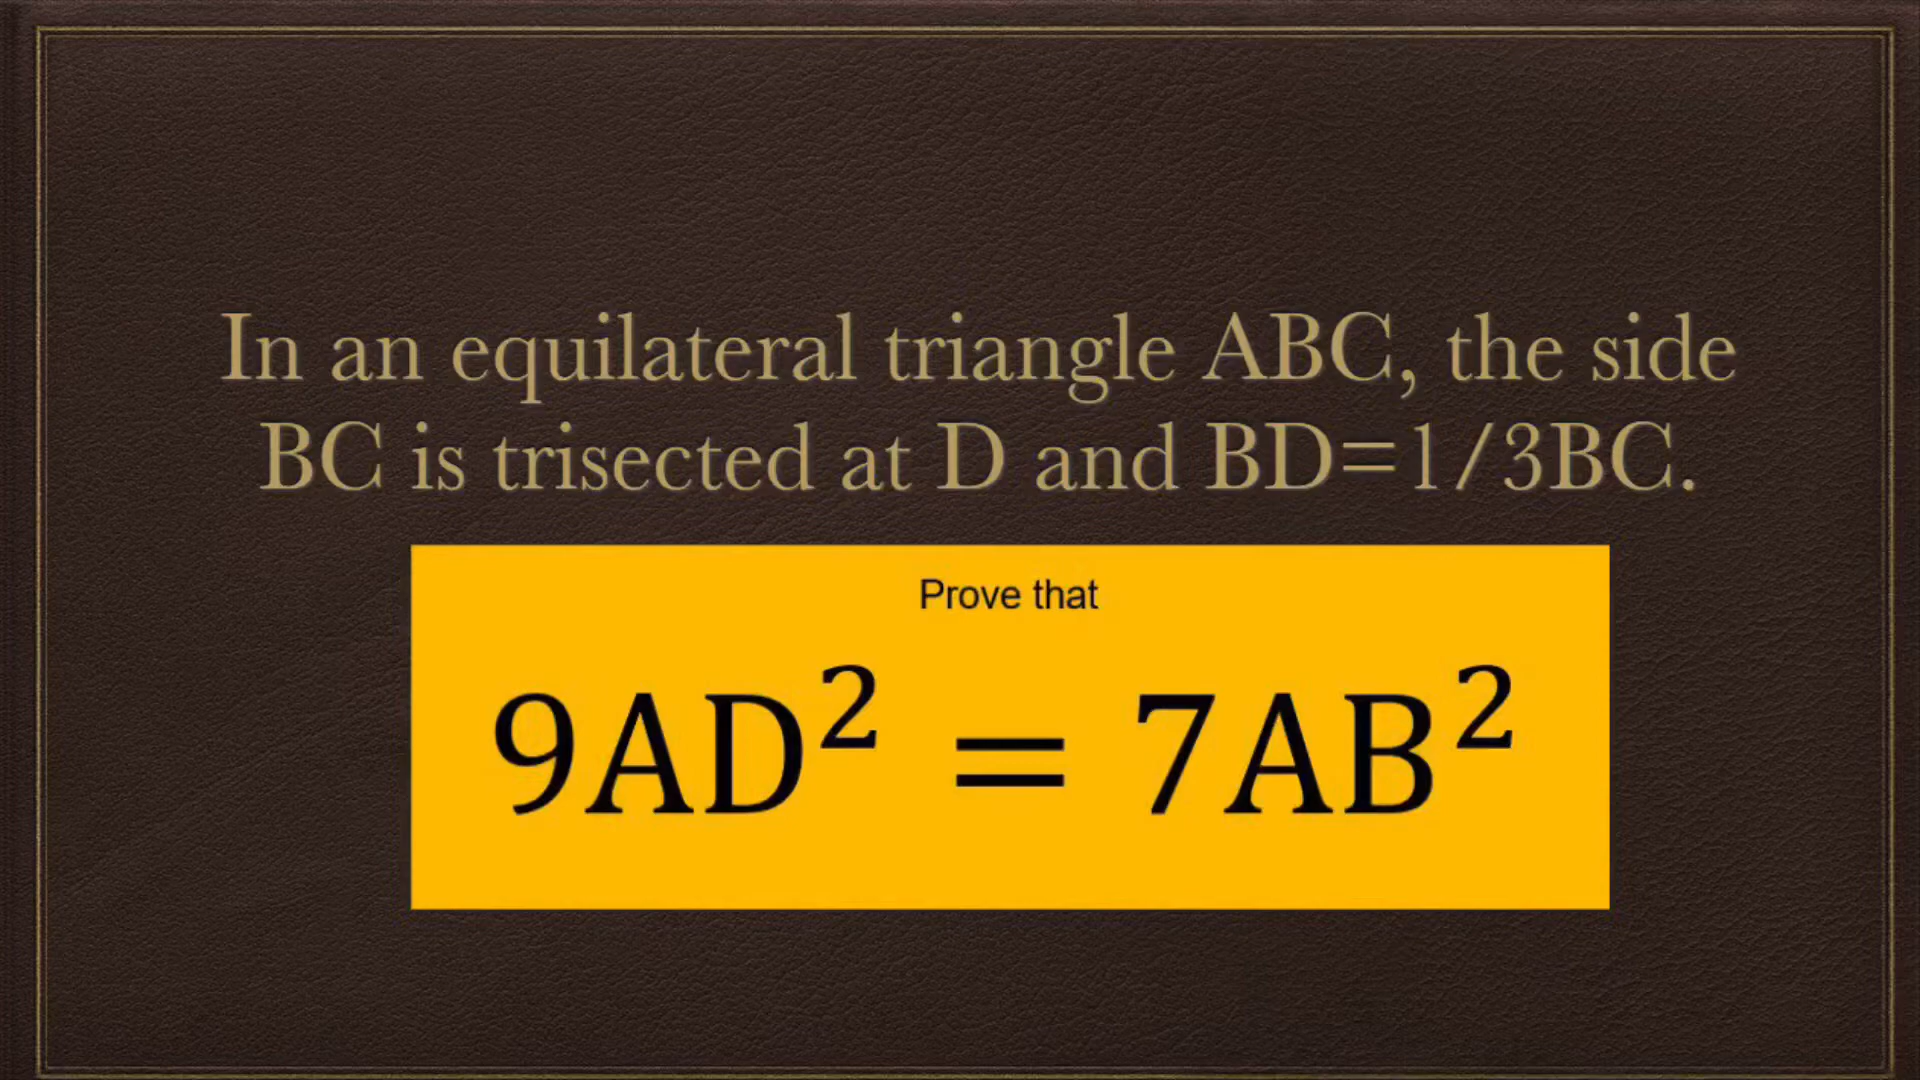 In an equilateral triangle ABC, the side
BC is trisected at D and BD=1/3BC.
Prove that
9AD² = 7AB²